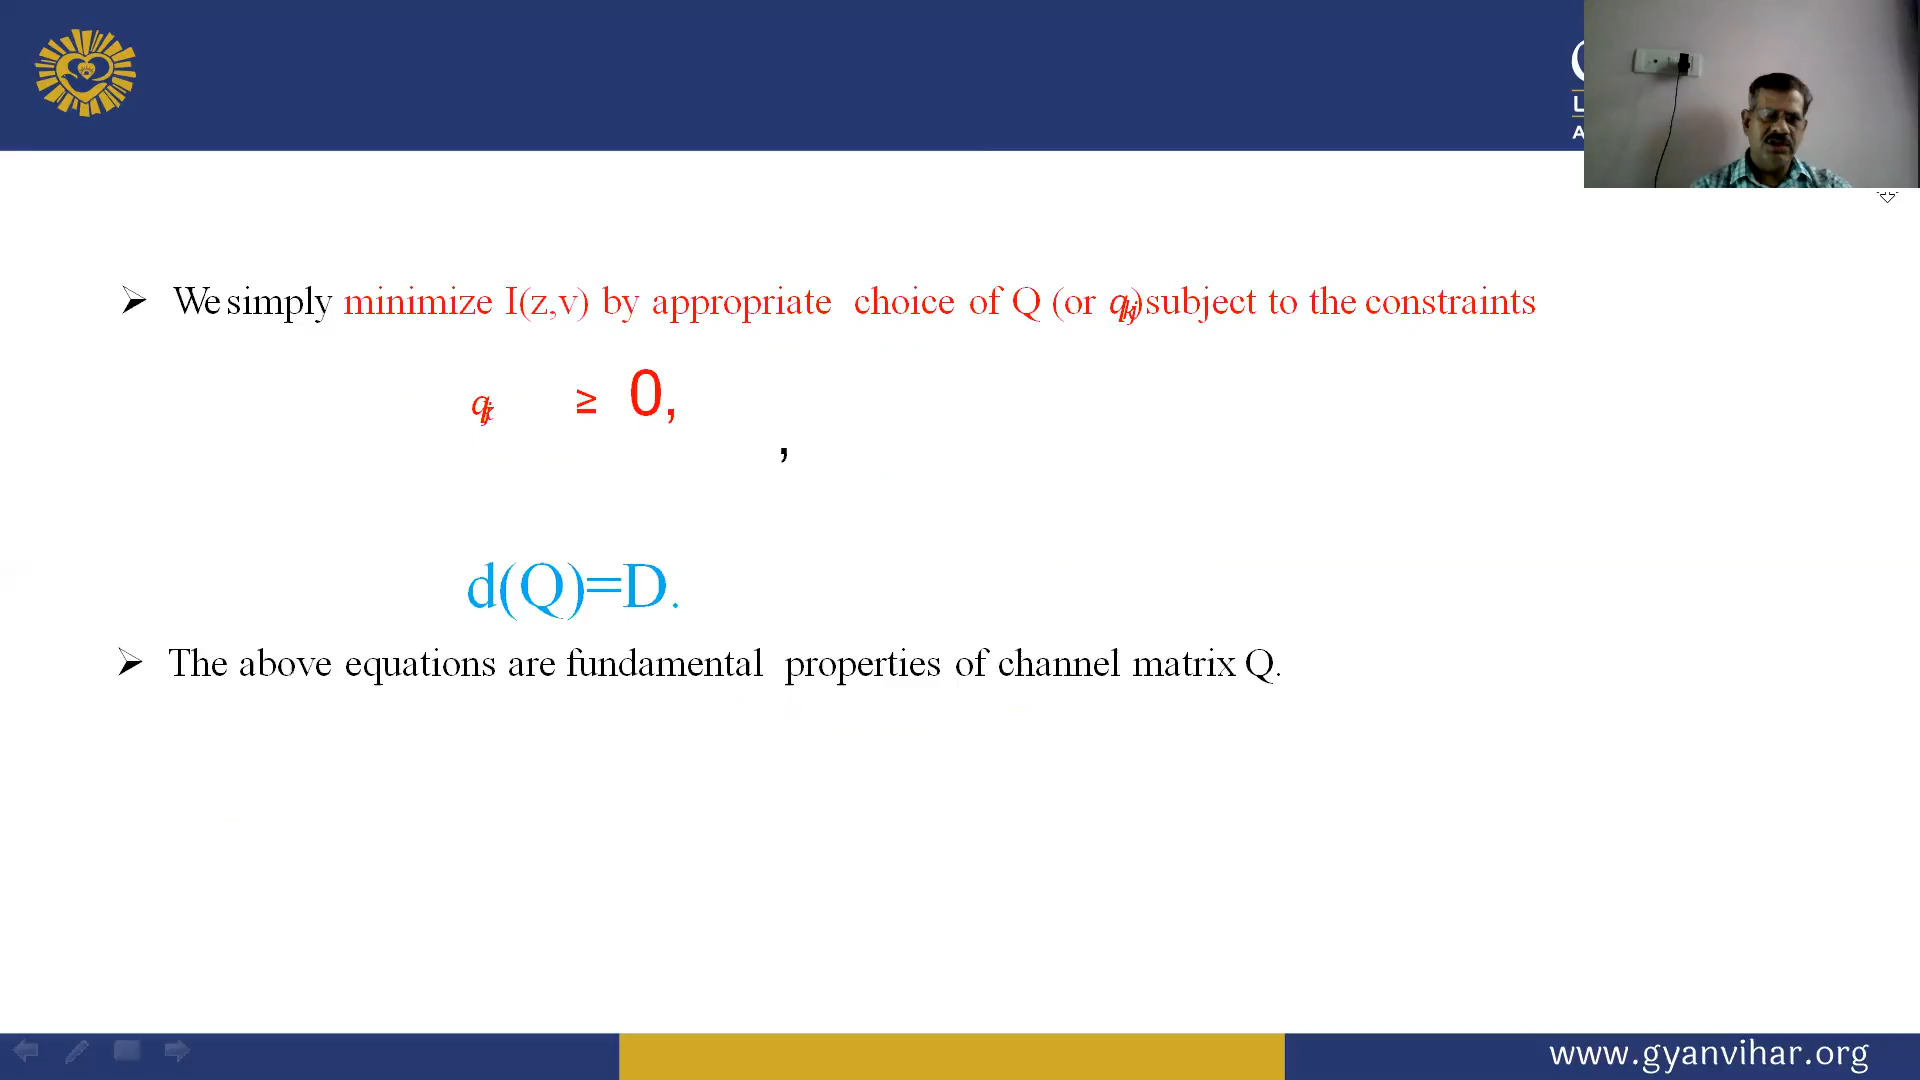 We simply minimize I(z,v) by appropriate choice of Q (or qkj) subject to the constraints
≥ 0,
,
d(Q)=D.
The above equations are fundamental properties of channel matrix Q.
www.gyanvihar.org